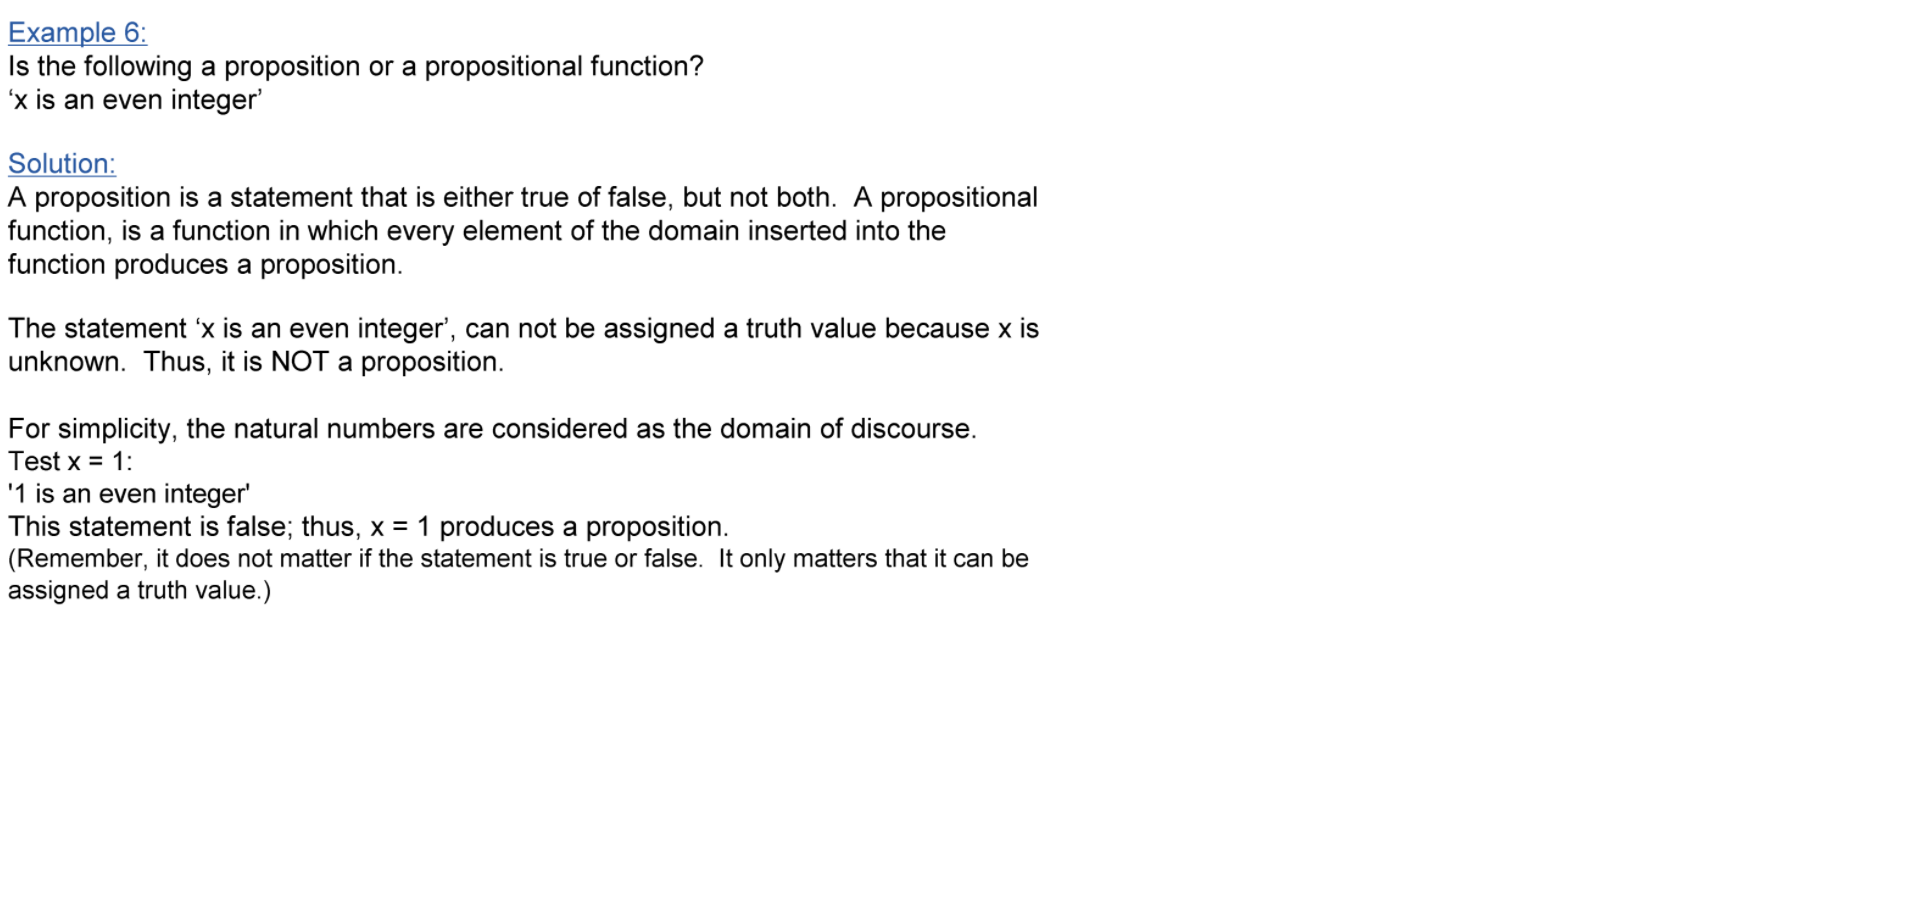 Example 6:
Is the following a proposition or a propositional function?
‘x is an even integer’
Solution:
A proposition is a statement that is either true of false, but not both.  A propositional
function, is a function in which every element of the domain inserted into the
function produces a proposition.
The statement ‘x is an even integer’, can not be assigned a truth value because x is
unknown.  Thus, it is NOT a proposition.
For simplicity, the natural numbers are considered as the domain of discourse.
Test x = 1:
'1 is an even integer'
This statement is false; thus, x = 1 produces a proposition.
(Remember, it does not matter if the statement is true or false.  It only matters that it can be
assigned a truth value.)